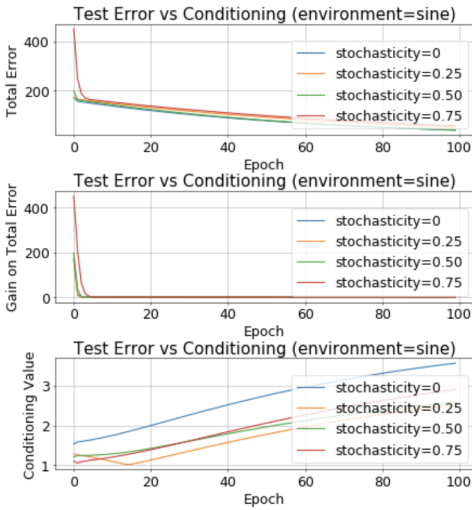 Test Error vs Conditioning (environment=sine)
400
200
Total Error
stochasticity=0
stochasticity=0.25
stochasticity=0.50
stochasticity=0.75
0 20 40 60 80 100
Epoch
Test Error vs Conditioning (environment=sine)
400
200
0
Gain on Total Error
stochasticity=0
stochasticity=0.25
stochasticity=0.50
stochasticity=0.75
0 20 40 60 80 100
Epoch
Test Error vs Conditioning (environment=sine)
3
2
1
Conditioning Value
stochasticity=0
stochasticity=0.25
stochasticity=0.50
stochasticity=0.75
0 20 40 60 80 100
Epoch